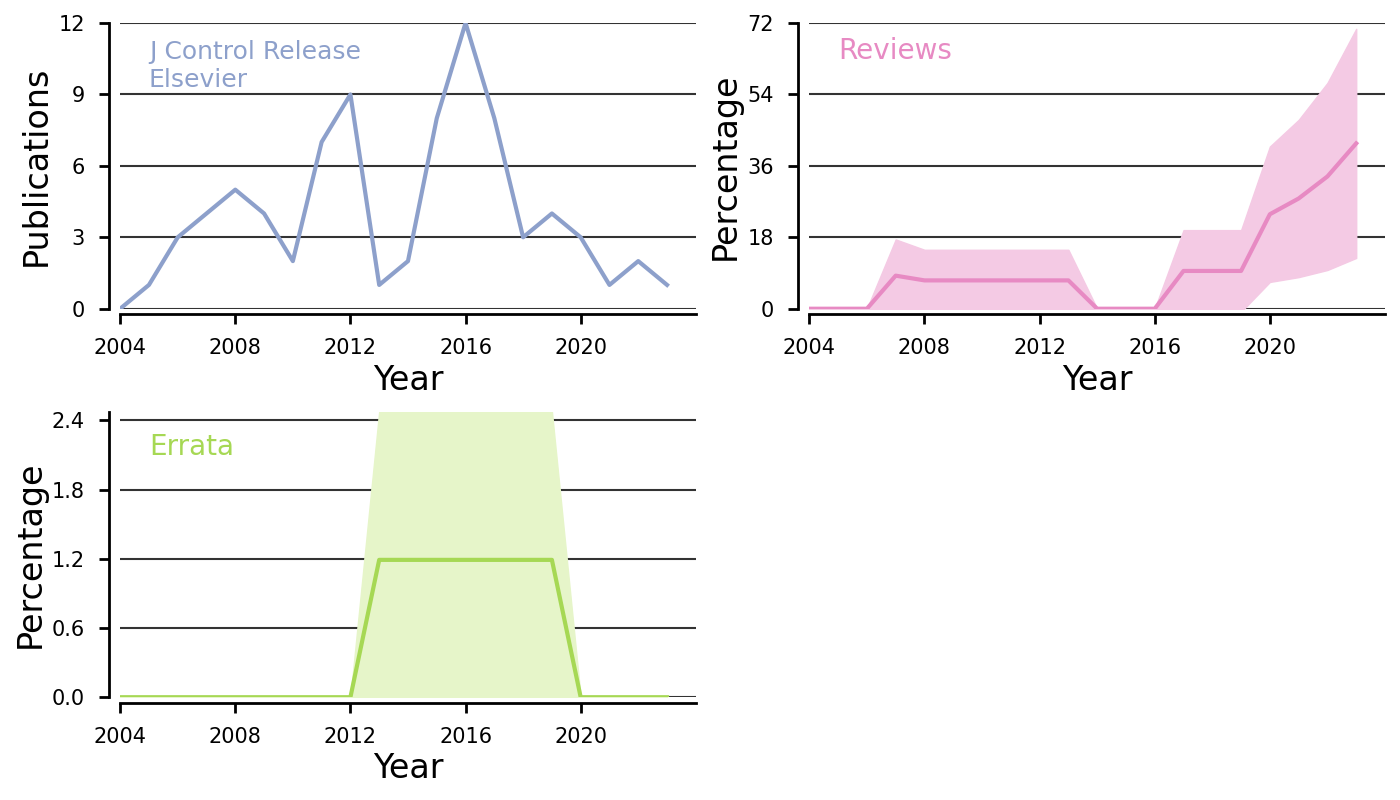 J Control Release
Elsevier
Publications
12
9
6
3
0
2004 2008 2012 2016 2020
Year
Reviews
Percentage
72
54
36
18
0
2004 2008 2012 2016 2020
Year
Errata
Percentage
2.4
1.8
1.2
0.6
0.0
2004 2008 2012 2016 2020
Year